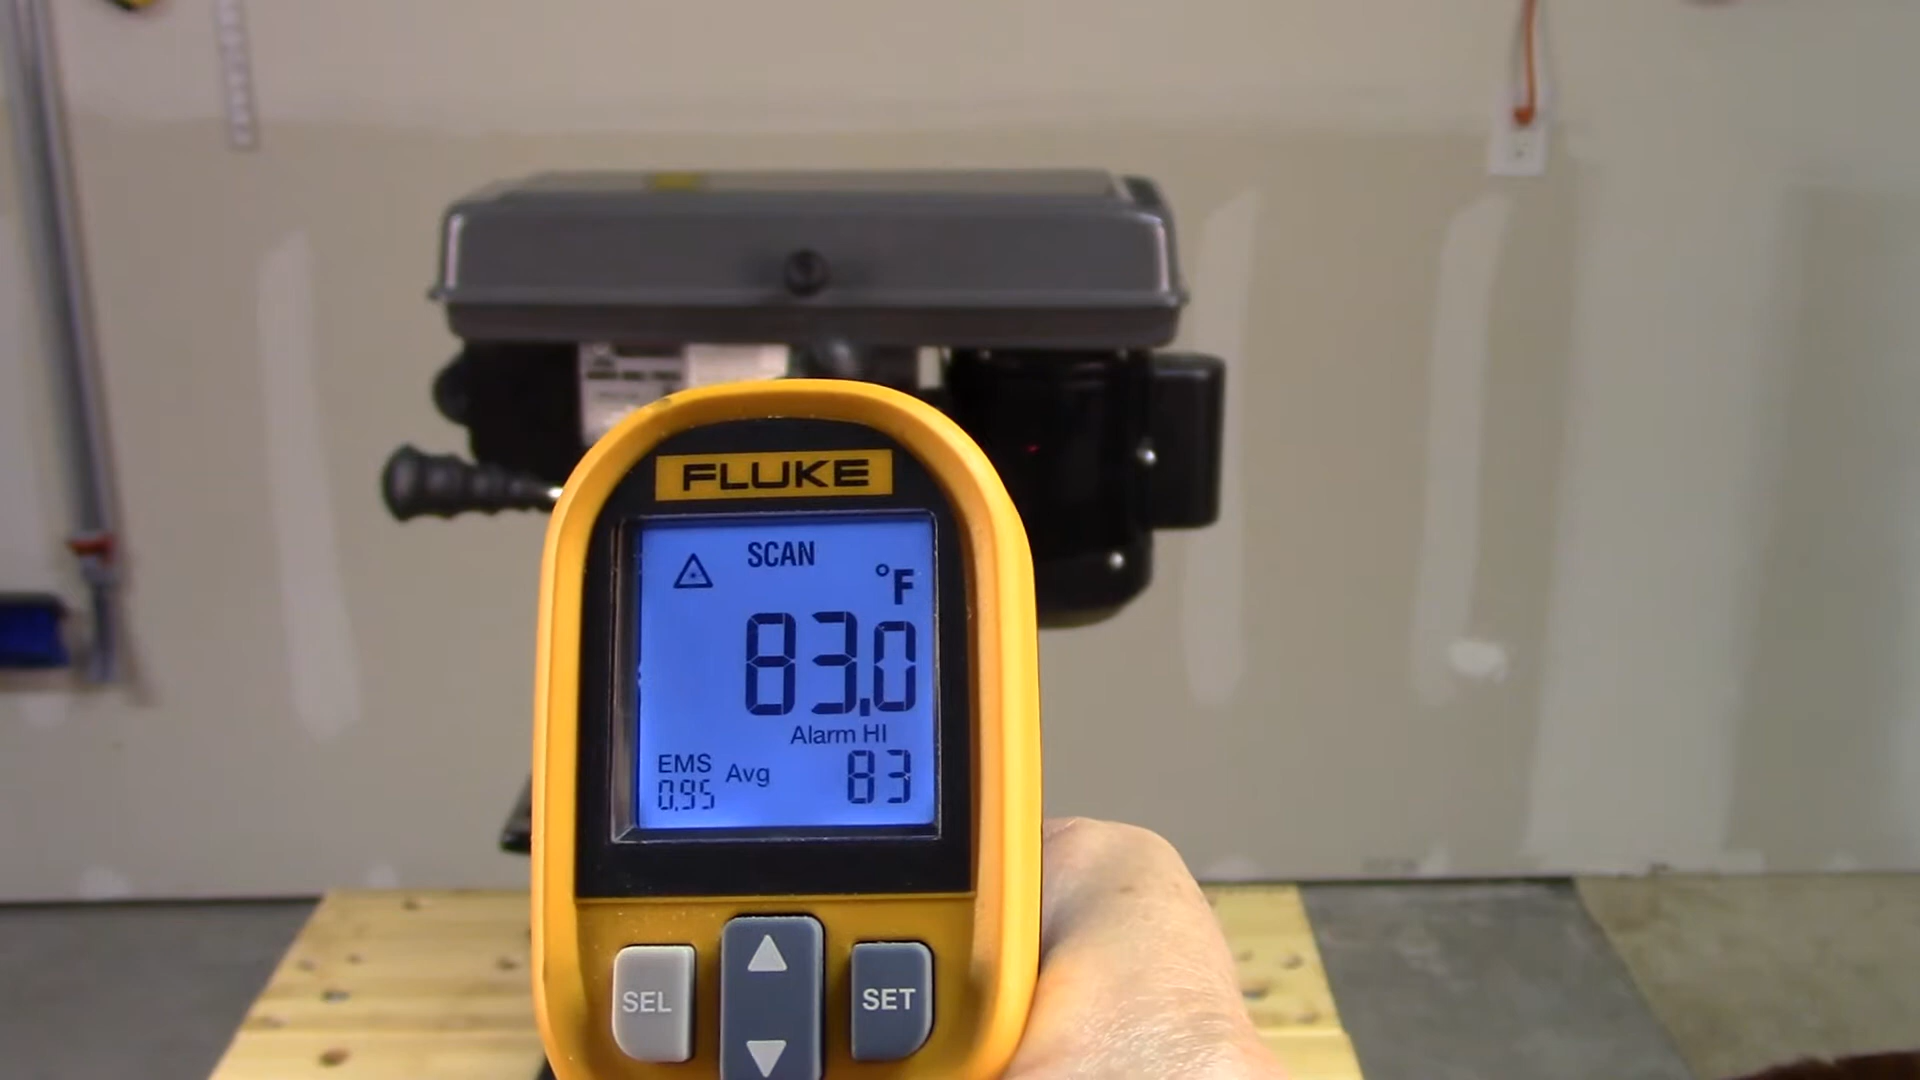 FLUKE
SCAN
°F
83.0
Alarm HI
EMS Avg 83
0.95
SEL
SET